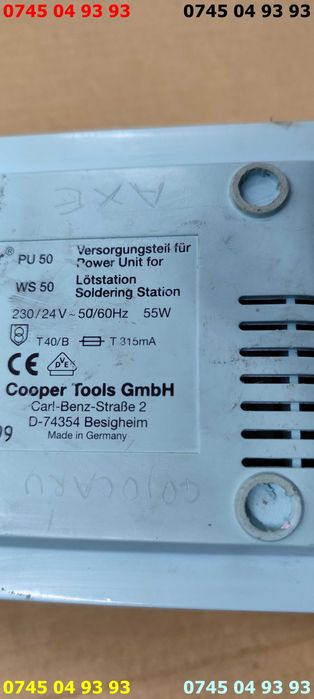 0745 04 93 93 0745 04 93 93
AXE
® PU 50 Versorgungsteil für
Power Unit for
WS 50 Lötstation
Soldering Station
230/24V~50/60Hz 55W
T40/B T 315mA
CE VDE
Cooper Tools GmbH
Carl-Benz-Straße 2
D-74354 Besigheim
Made in Germany
99
0745 04 93 93 0745 04 93 93